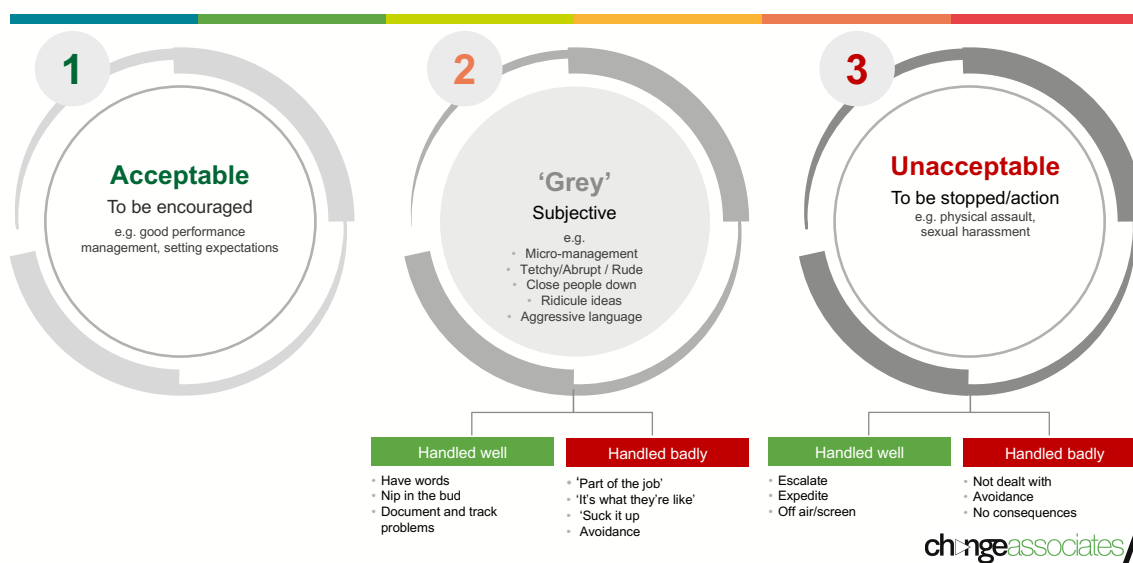 1
Acceptable
To be encouraged
e.g. good performance
management, setting expectations
2
‘Grey’
Subjective
e.g.
• Micro-management
• Tetchy/Abrupt / Rude
• Close people down
• Ridicule ideas
• Aggressive language
3
Unacceptable
To be stopped/action
e.g. physical assault,
sexual harassment
Handled well
• Have words
• Nip in the bud
• Document and track
problems
Handled badly
• ‘Part of the job’
• ‘It’s what they’re like’
• ‘Suck it up
• Avoidance
Handled well
• Escalate
• Expedite
• Off air/screen
Handled badly
• Not dealt with
• Avoidance
• No consequences
changeassociates/